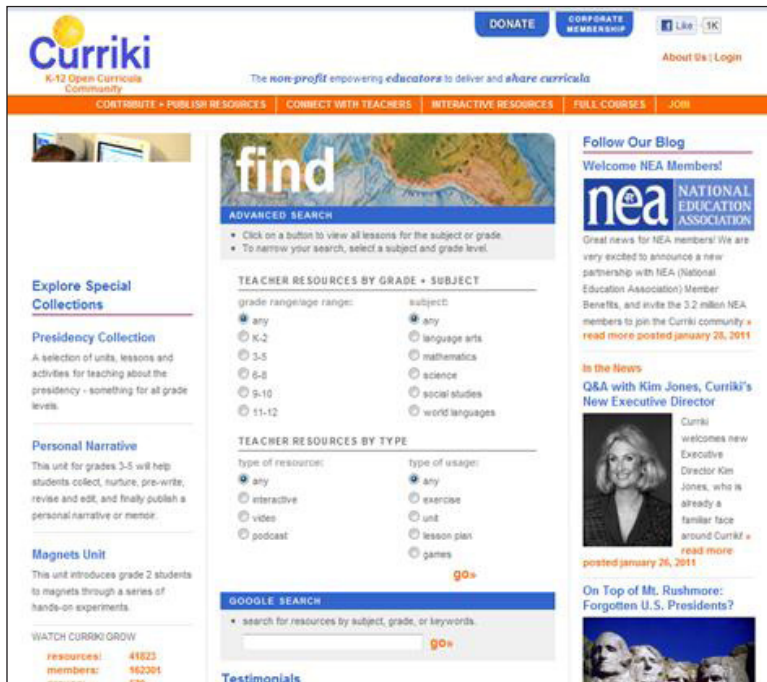 DONATE
CORPORATE
MEMBERSHIP
Like 1K
Curriki
K-12 Open Curricula
Community
About Us | Login
The non-profit empowering educators to deliver and share curricula
CONTRIBUTE + PUBLISH RESOURCES CONNECT WITH TEACHERS INTERACTIVE RESOURCES FULL COURSES JOIN
Explore Special
Collections
Presidency Collection
A selection of units, lessons and
activities for teaching about the
presidency - something for all grade
levels.
Personal Narrative
This unit for grades 3-5 will help
students collect, nurture, pre-write,
revise and edit, and finally publish a
personal narrative or memoir.
Magnets Unit
This unit introduces grade 2 students
to magnets through a series of
hands-on experiments.
WATCH CURRIKI GROW
resources: 41823
members: 162301
find
ADVANCED SEARCH
• Click on a button to view all lessons for the subject or grade.
• To narrow your search, select a subject and grade level.
TEACHER RESOURCES BY GRADE + SUBJECT
grade range/age range: subject:
any any
K-2 language arts
3-5 mathematics
6-8 science
9-10 social studies
11-12 world languages
TEACHER RESOURCES BY TYPE
type of resource: type of usage:
any any
interactive exercise
video unit
podcast lesson plan
games
go»
GOOGLE SEARCH
• search for resources by subject, grade, or keywords.
go»
Testimonials
Follow Our Blog
Welcome NEA Members!
nea NATIONAL
EDUCATION
ASSOCIATION
Great news for NEA members! We are
very excited to announce a new
partnership with NEA (National
Education Association) Member
Benefits, and invite the 3.2 million NEA
members to join the Curriki community »
read more posted january 28, 2011
In the News
Q&A with Kim Jones, Curriki's
New Executive Director
Curriki
welcomes new
Executive
Director Kim
Jones, who is
already a
familiar face
around Curriki! »
read more
posted january 26, 2011
On Top of Mt. Rushmore:
Forgotten U.S. Presidents?